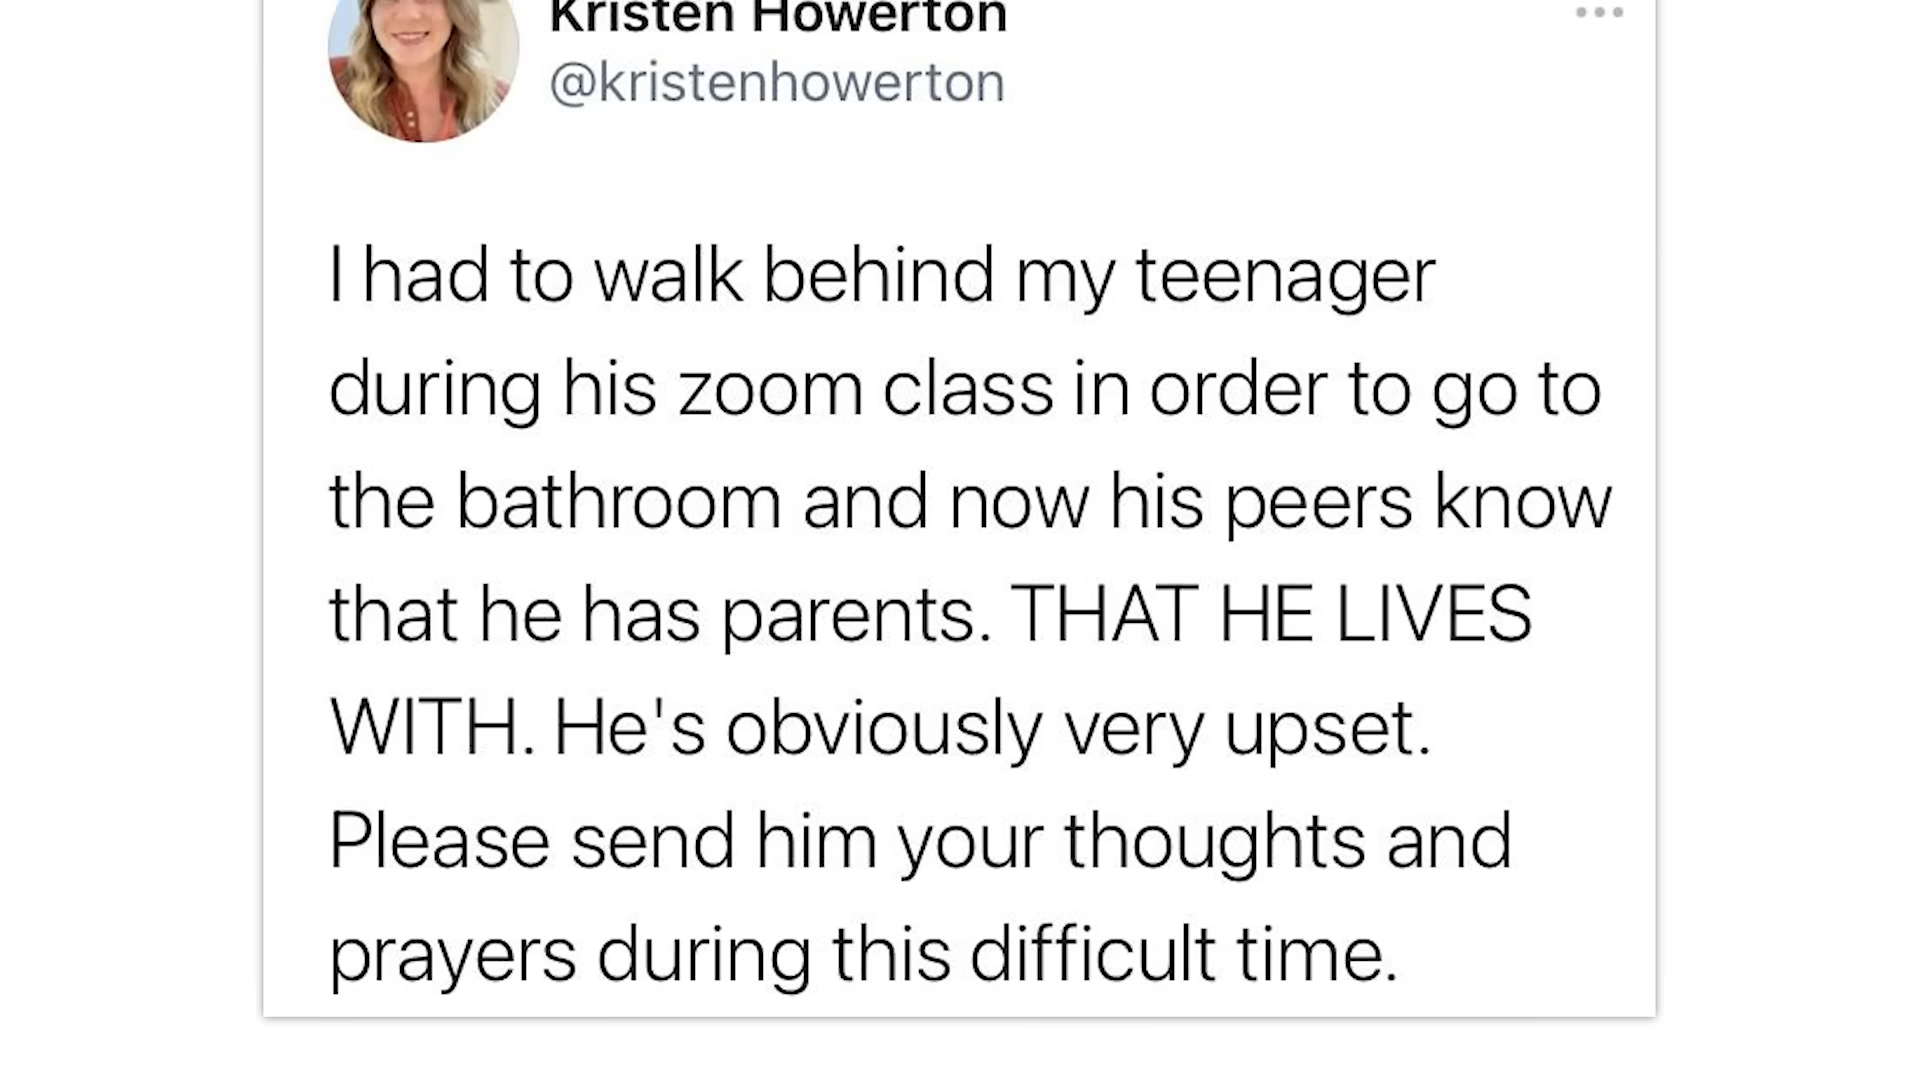 Kristen Howerton
@kristenhowerton
I had to walk behind my teenager
during his zoom class in order to go to
the bathroom and now his peers know
that he has parents. THAT HE LIVES
WITH. He's obviously very upset.
Please send him your thoughts and
prayers during this difficult time.